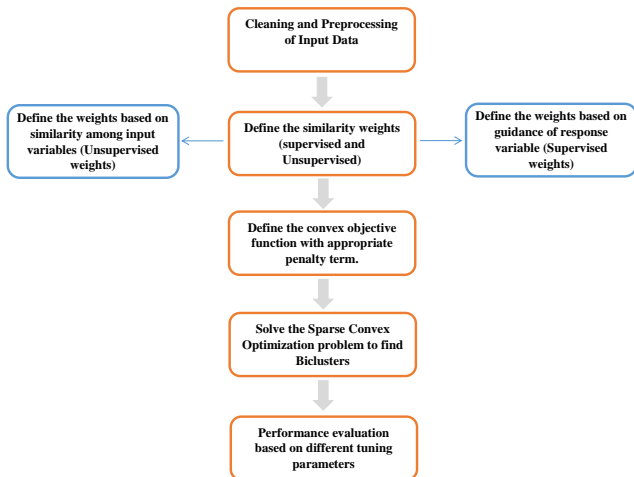 Cleaning and Preprocessing
of Input Data
Define the weights based on
similarity among input
variables (Unsupervised
weights)
Define the similarity weights
(supervised and
Unsupervised)
Define the weights based on
guidance of response
variable (Supervised
weights)
Define the convex objective
function with appropriate
penalty term.
Solve the Sparse Convex
Optimization problem to find
Biclusters
Performance evaluation
based on different tuning
parameters